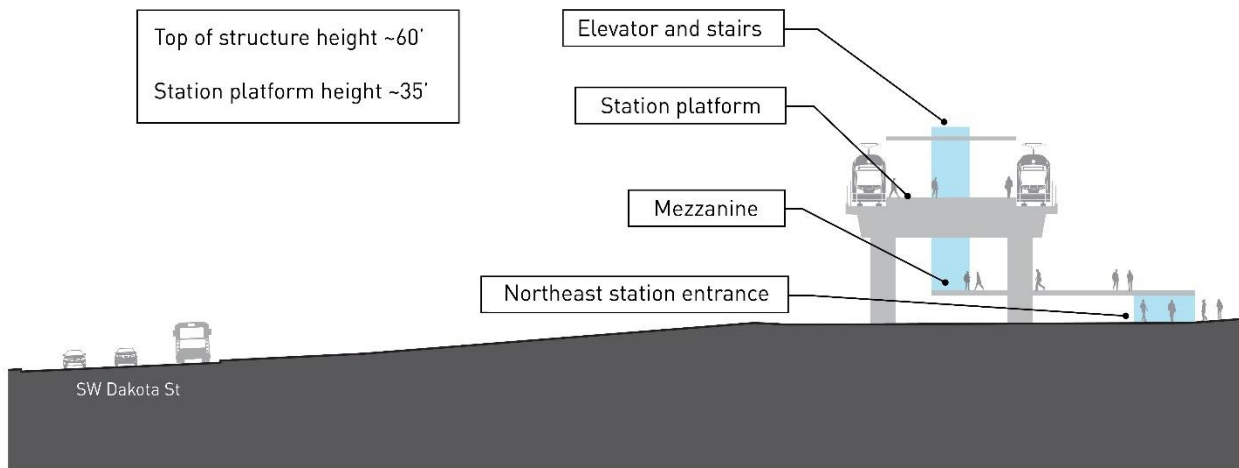 Top of structure height ~60’
Station platform height ~35’
Elevator and stairs
Station platform
Mezzanine
Northeast station entrance
SW Dakota St